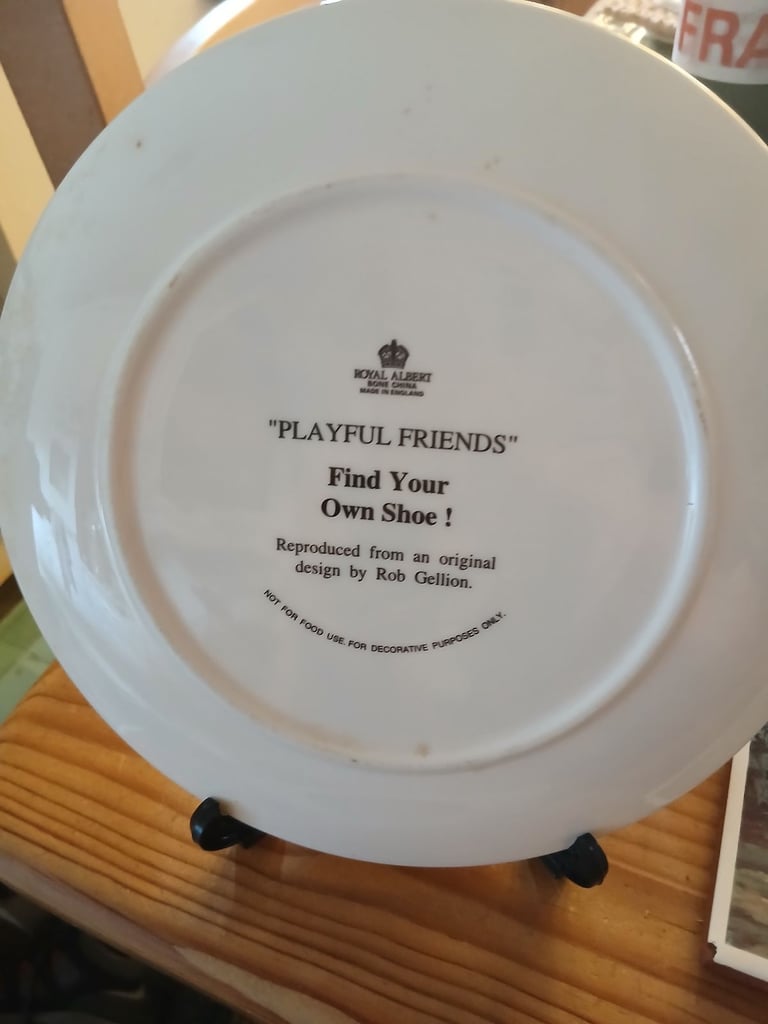 FRA
ROYAL ALBERT
BONE CHINA
MADE IN ENGLAND
"PLAYFUL FRIENDS"
Find Your
Own Shoe !
Reproduced from an original
design by Rob Gellion.
NOT FOR FOOD USE. FOR DECORATIVE PURPOSES ONLY.